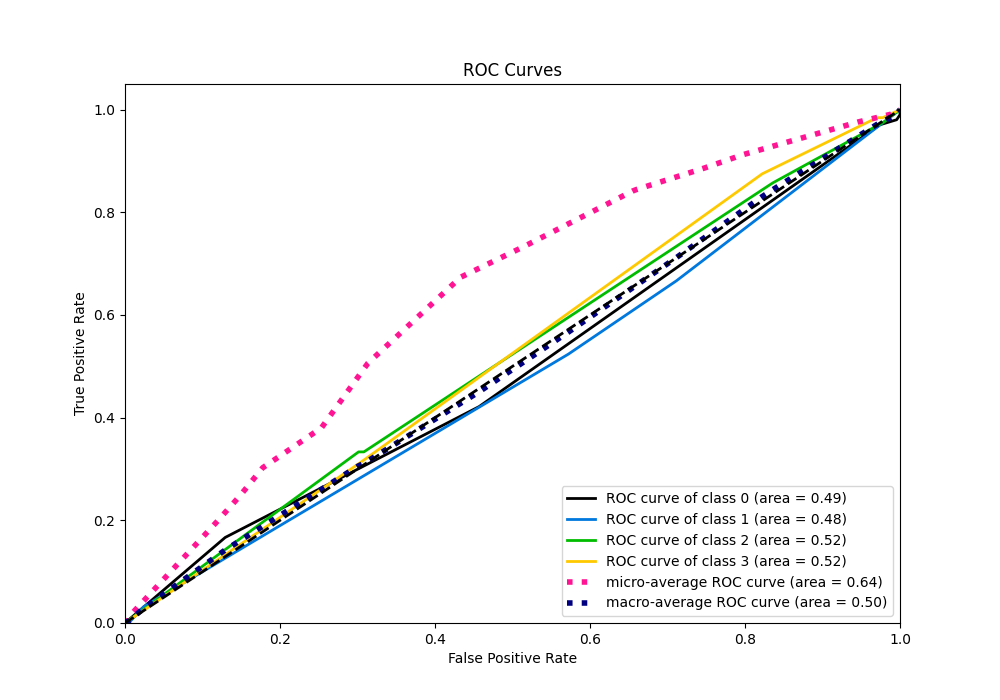 ROC Curves
1.0
0.8
0.6
0.4
0.2
0.0
True Positive Rate
0.0 0.2 0.4 0.6 0.8 1.0
False Positive Rate
ROC curve of class 0 (area = 0.49)
ROC curve of class 1 (area = 0.48)
ROC curve of class 2 (area = 0.52)
ROC curve of class 3 (area = 0.52)
micro-average ROC curve (area = 0.64)
macro-average ROC curve (area = 0.50)